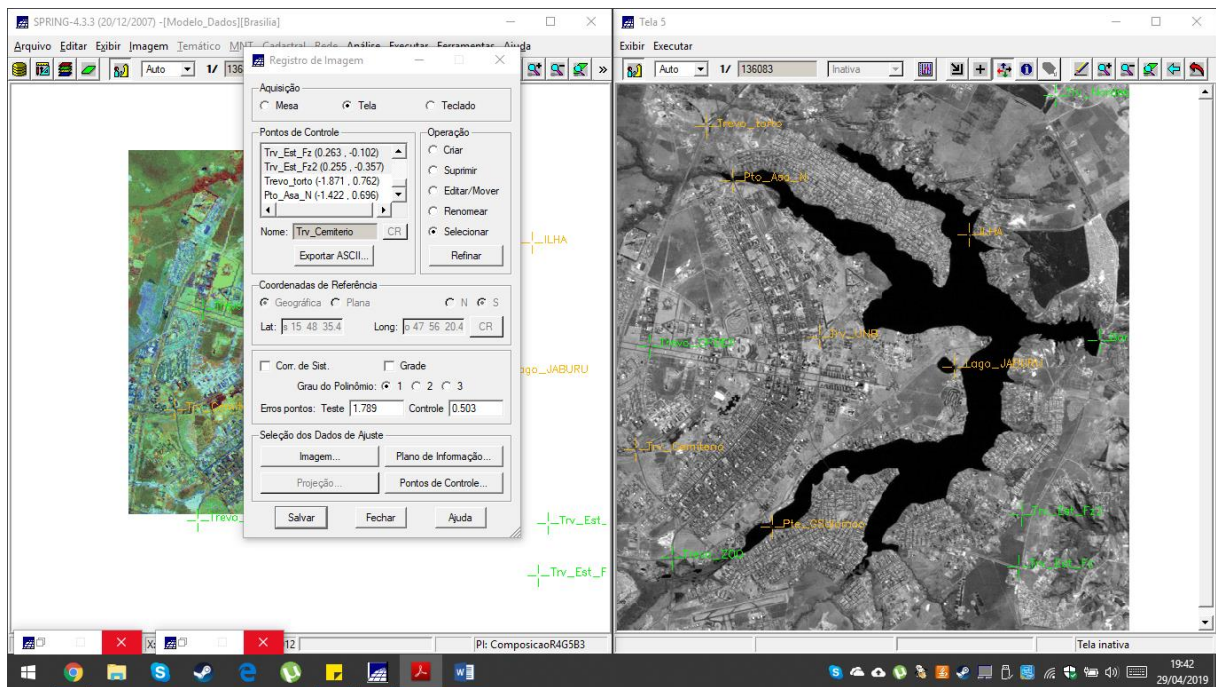 SPRING-4.3.3 (20/12/2007) -[Modelo_Dados][Brasilia]
Arquivo Editar Exibir Imagem Temático MNT Cadastral Rede Análise Executar Ferramentas Ajuda
Auto 1/ 136
»
Registro de Imagem
Aquisição
Mesa Tela Teclado
Pontos de Controle
Trv_Est_Fz (0.263 , -0.102)
Trv_Est_Fz2 (0.255 , -0.357)
Trevo_torto (-1.871 , 0.762)
Pto_Asa_N (-1.422 , 0.696)
Nome: Trv_Cemiterio CR
Exportar ASCII...
Operação
Criar
Suprimir
Editar/Mover
Renomear
Selecionar
Refinar
Coordenadas de Referência
Geográfica Plana N S
Lat: s 15 48 35.4 Long: o 47 56 20.4 CR
Corr. de Sist. Grade
Grau do Polinômio: 1 2 3
Erros pontos: Teste 1.789 Controle 0.503
Seleção dos Dados de Ajuste
Imagem... Plano de Informação...
Projeção... Pontos de Controle...
Salvar Fechar Ajuda
ILHA
ago_JABURU
Trevo_
Trv_Est_
Trv_Est_F
X: 12 PI: ComposicaoR4G5B3
Tela 5
Exibir Executar
Auto 1/ 136083 Inativa
Trevo_torto
Pto_Asa_N
ILHA
Trv_UNB
Lago_JABURU
Trv_Cemiterio
Pte_GRdorado
Trv_Est_Fz2
Trevo_ZOO
Trv_Est_Fz
Tela inativa
19:42
29/04/2019